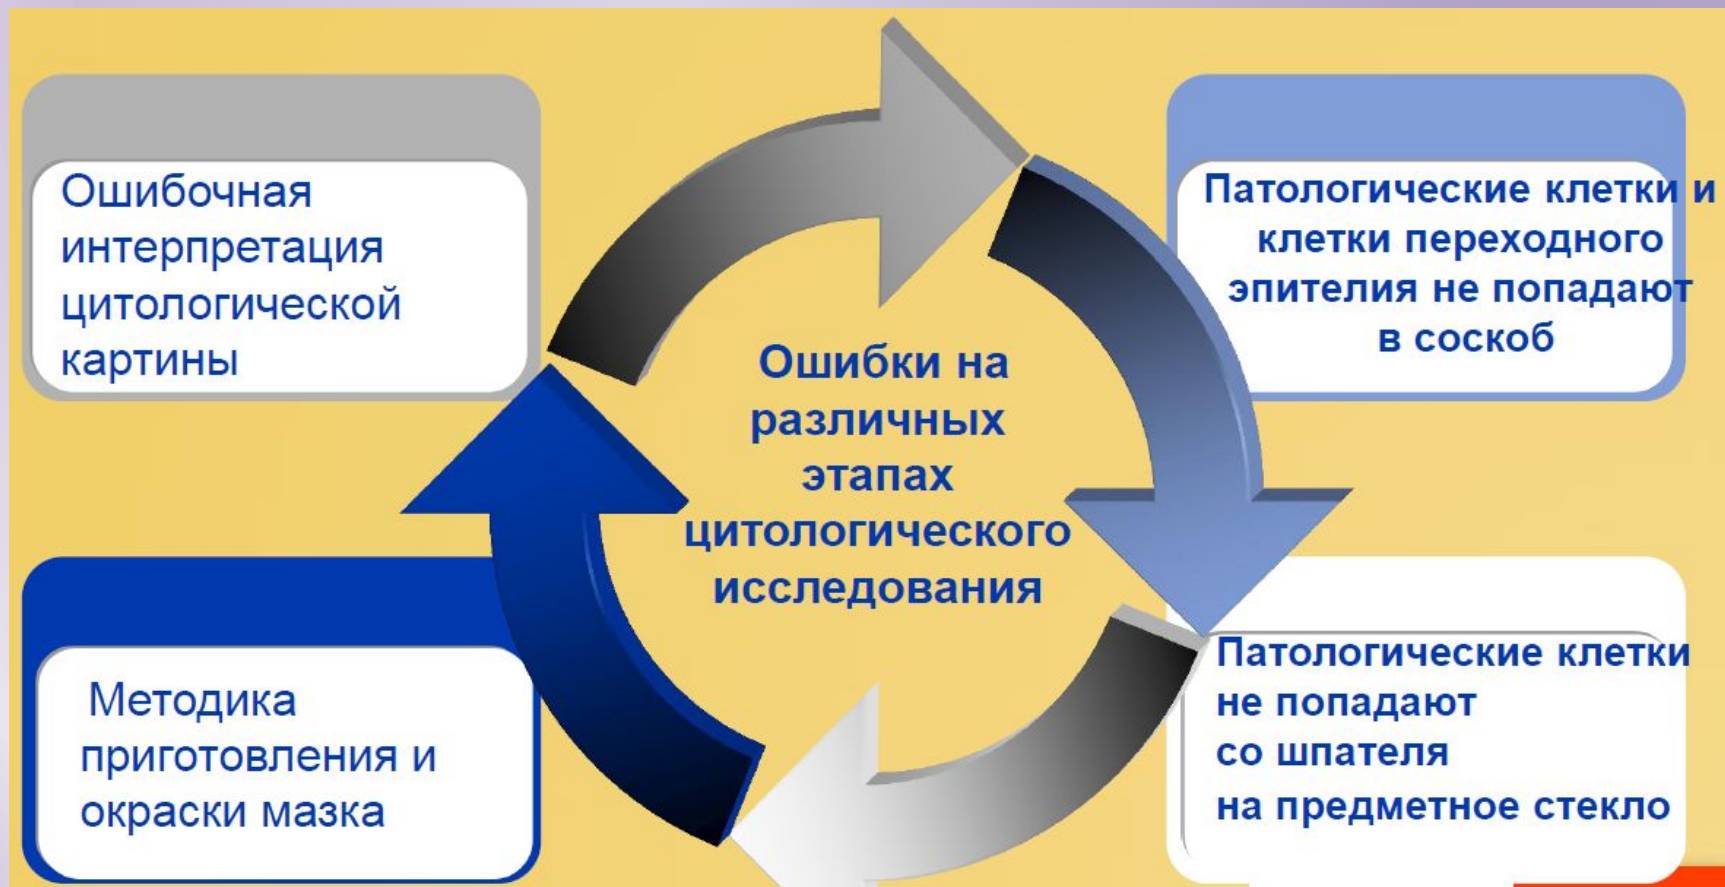 Ошибочная
интерпретация
цитологической
картины
Патологические клетки и
клетки переходного
эпителия не попадают
в соскоб
Ошибки на
различных
этапах
цитологического
исследования
Методика
приготовления и
окраски мазка
Патологические клетки
не попадают
со шпателя
на предметное стекло